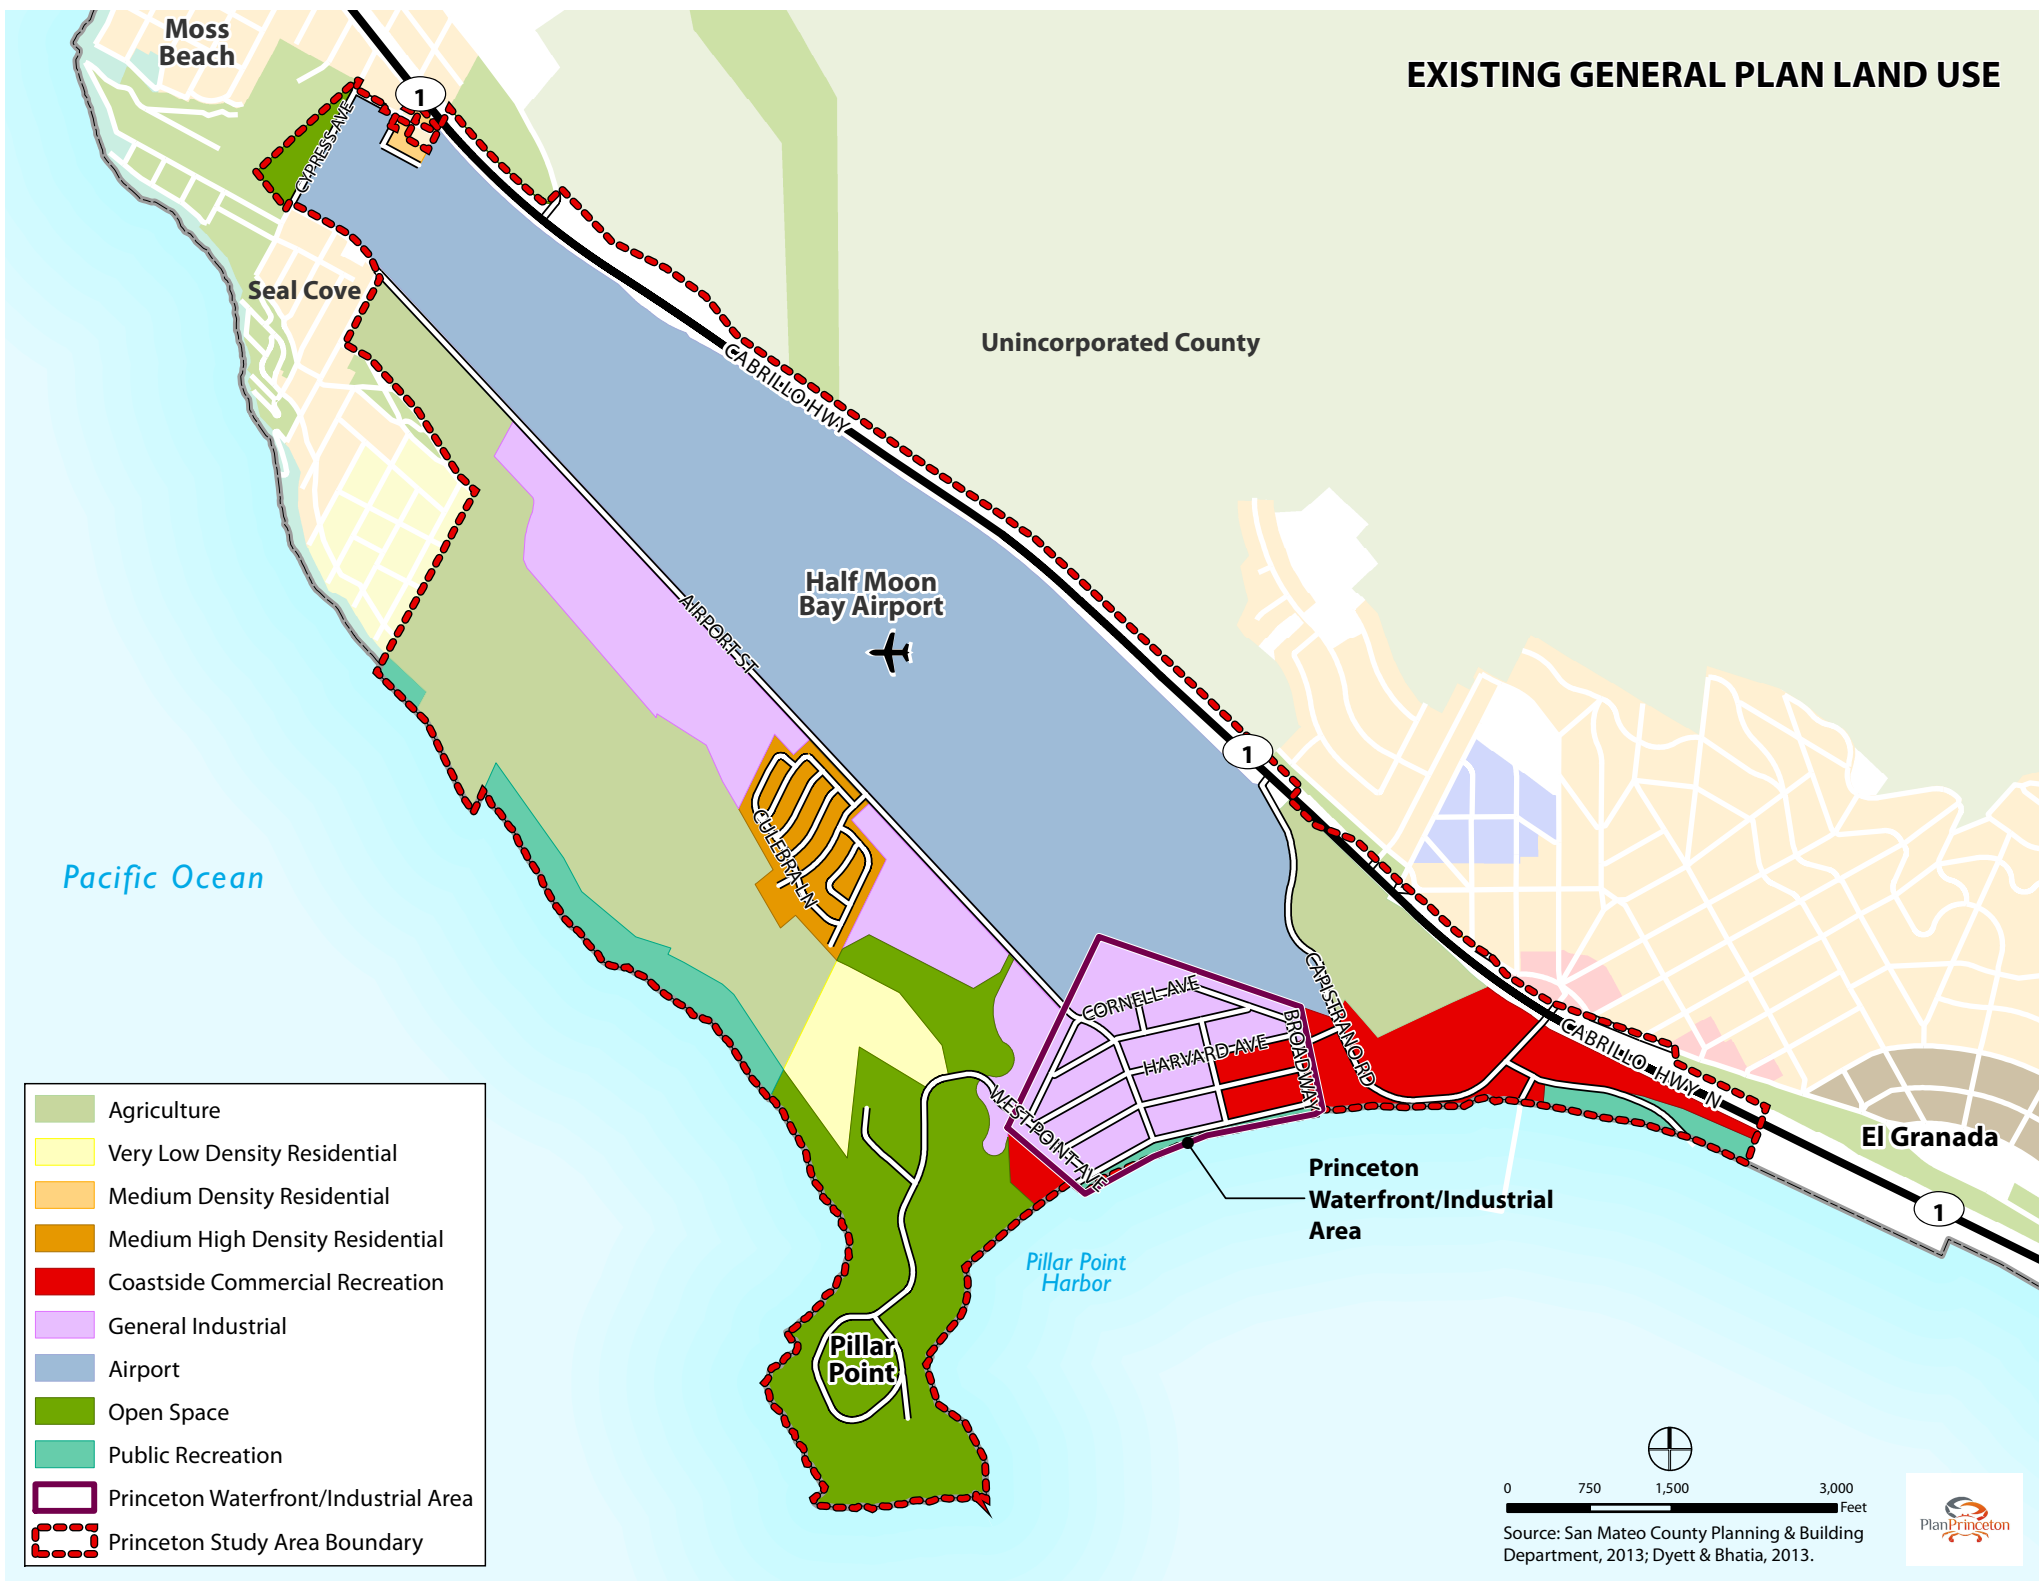 EXISTING GENERAL PLAN LAND USE
Moss
Beach
1
CYPRESS AVE
Seal Cove
Unincorporated County
CABRILLO HWY
Half Moon
Bay Airport
AIRPORT ST
1
CULEBRA LN
Pacific Ocean
CORNELL AVE
HARVARD AVE
BROADWAY
CAPISTRANO RD
CABRILLO HWY N
WEST POINT AVE
El Granada
1
Princeton
Waterfront/Industrial
Area
Pillar Point
Harbor
Pillar
Point
Agriculture
Very Low Density Residential
Medium Density Residential
Medium High Density Residential
Coastside Commercial Recreation
General Industrial
Airport
Open Space
Public Recreation
Princeton Waterfront/Industrial Area
Princeton Study Area Boundary
0 750 1,500 3,000
Feet
Source: San Mateo County Planning & Building
Department, 2013; Dyett & Bhatia, 2013.
PlanPrinceton